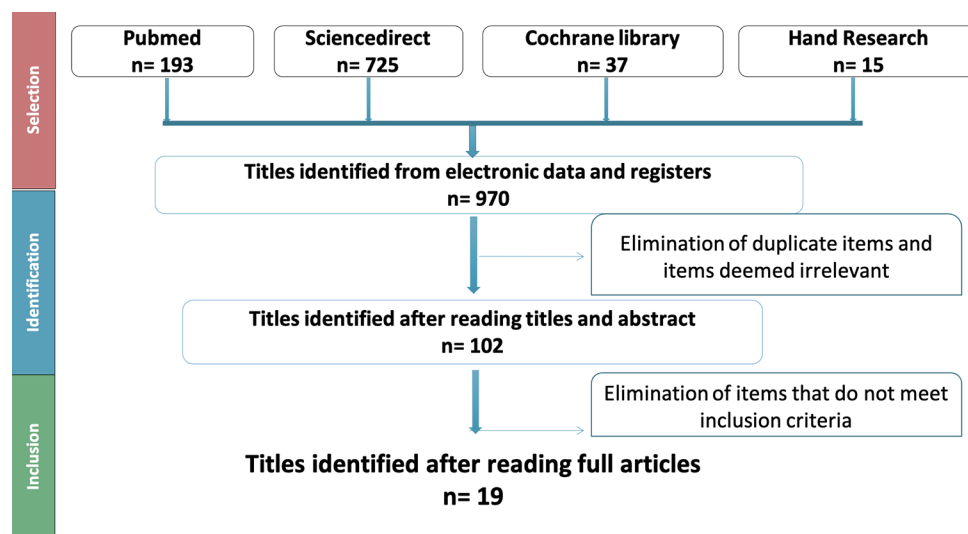 Selection
Pubmed
n= 193
Sciencedirect
n= 725
Cochrane library
n= 37
Hand Research
n= 15
Titles identified from electronic data and registers
n= 970
Identification
Elimination of duplicate items and
items deemed irrelevant
Titles identified after reading titles and abstract
n= 102
Inclusion
Elimination of items that do not meet
inclusion criteria
Titles identified after reading full articles
n= 19